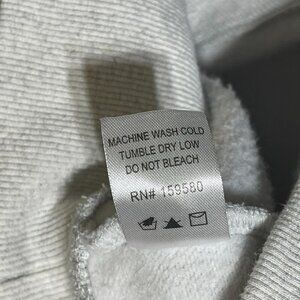 MACHINE WASH COLD
TUMBLE DRY LOW
DO NOT BLEACH
RN# 159580